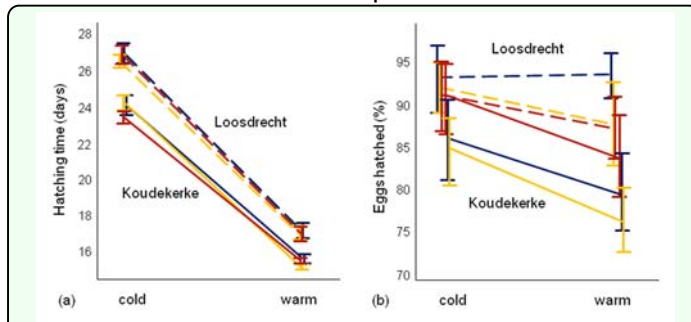 28
26
24
22
20
18
16
Hatching time (days)
Loosdrecht
Koudekerke
(a)
cold
warm
95
90
85
80
75
70
Eggs hatched (%)
Loosdrecht
Koudekerke
(b)
cold
warm